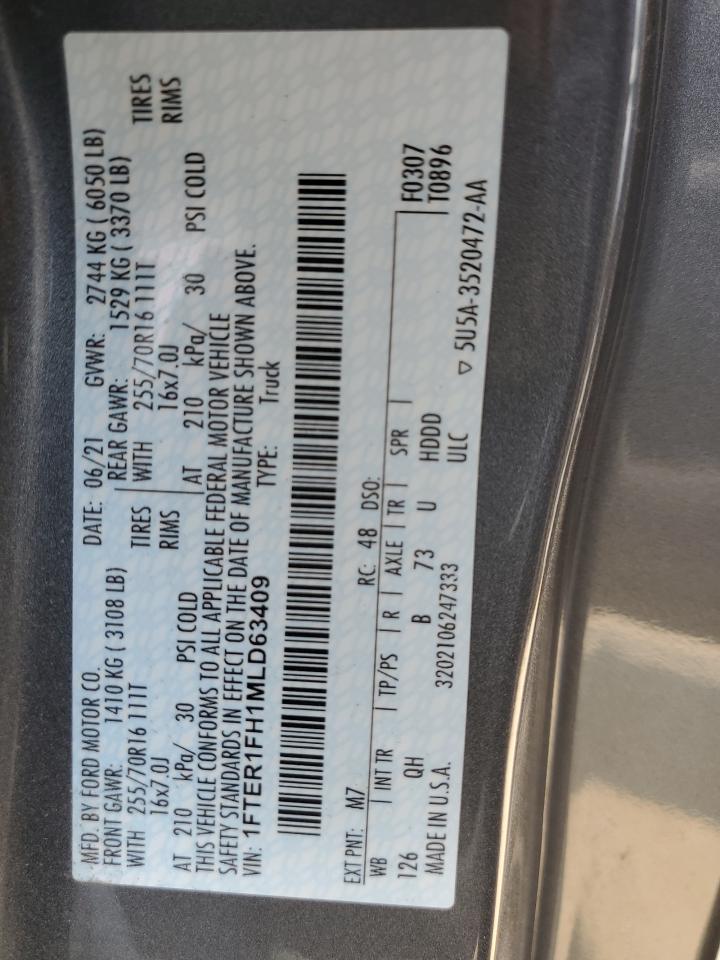 MFD. BY FORD MOTOR CO. DATE: 06/21 GVWR: 2744 KG ( 6050 LB)
FRONT GAWR: 1410 KG ( 3108 LB) REAR GAWR: 1529 KG ( 3370 LB)
WITH 255/70R16 111T TIRES WITH 255/70R16 111T TIRES
16x7.0J RIMS 16x7.0J RIMS
AT 210 kPa/ 30 PSI COLD AT 210 kPa/ 30 PSI COLD
THIS VEHICLE CONFORMS TO ALL APPLICABLE FEDERAL MOTOR VEHICLE
SAFETY STANDARDS IN EFFECT ON THE DATE OF MANUFACTURE SHOWN ABOVE.
VIN: 1FTER1FH1MLD63409 TYPE: Truck
EXT PNT: M7 RC: 48 DSO:
WB INT TR TP/PS R AXLE TR SPR F0307
126 QH B 73 U HDDD T0896
MADE IN U.S.A. 3202106247333 ULC
▽ 5U5A-3520472-AA